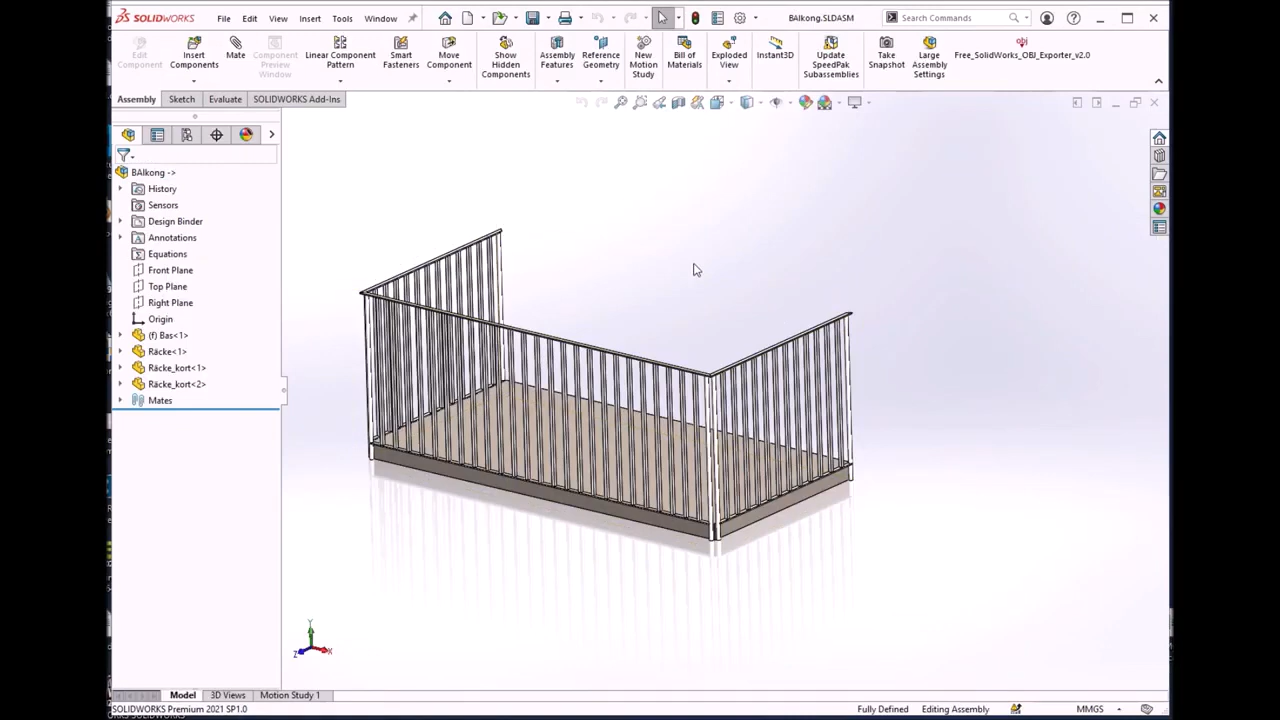 SOLIDWORKS File Edit View Insert Tools Window BAlkong.SLDASM Search Commands
Edit Component
Insert Components
Mate
Component Preview Window
Linear Component Pattern
Smart Fasteners
Move Component
Show Hidden Components
Assembly Features
Reference Geometry
New Motion Study
Bill of Materials
Exploded View
Instant3D
Update SpeedPak Subassemblies
Take Snapshot
Large Assembly Settings
obj
Free_SolidWorks_OBJ_Exporter_v2.0
Assembly Sketch Evaluate SOLIDWORKS Add-Ins
BAlkong ->
History
Sensors
Design Binder
Annotations
Equations
Front Plane
Top Plane
Right Plane
Origin
(f) Bas<1>
Räcke<1>
Räcke_kort<1>
Räcke_kort<2>
Mates
Y
Z X
Model 3D Views Motion Study 1
SOLIDWORKS Premium 2021 SP1.0 Fully Defined Editing Assembly MMGS